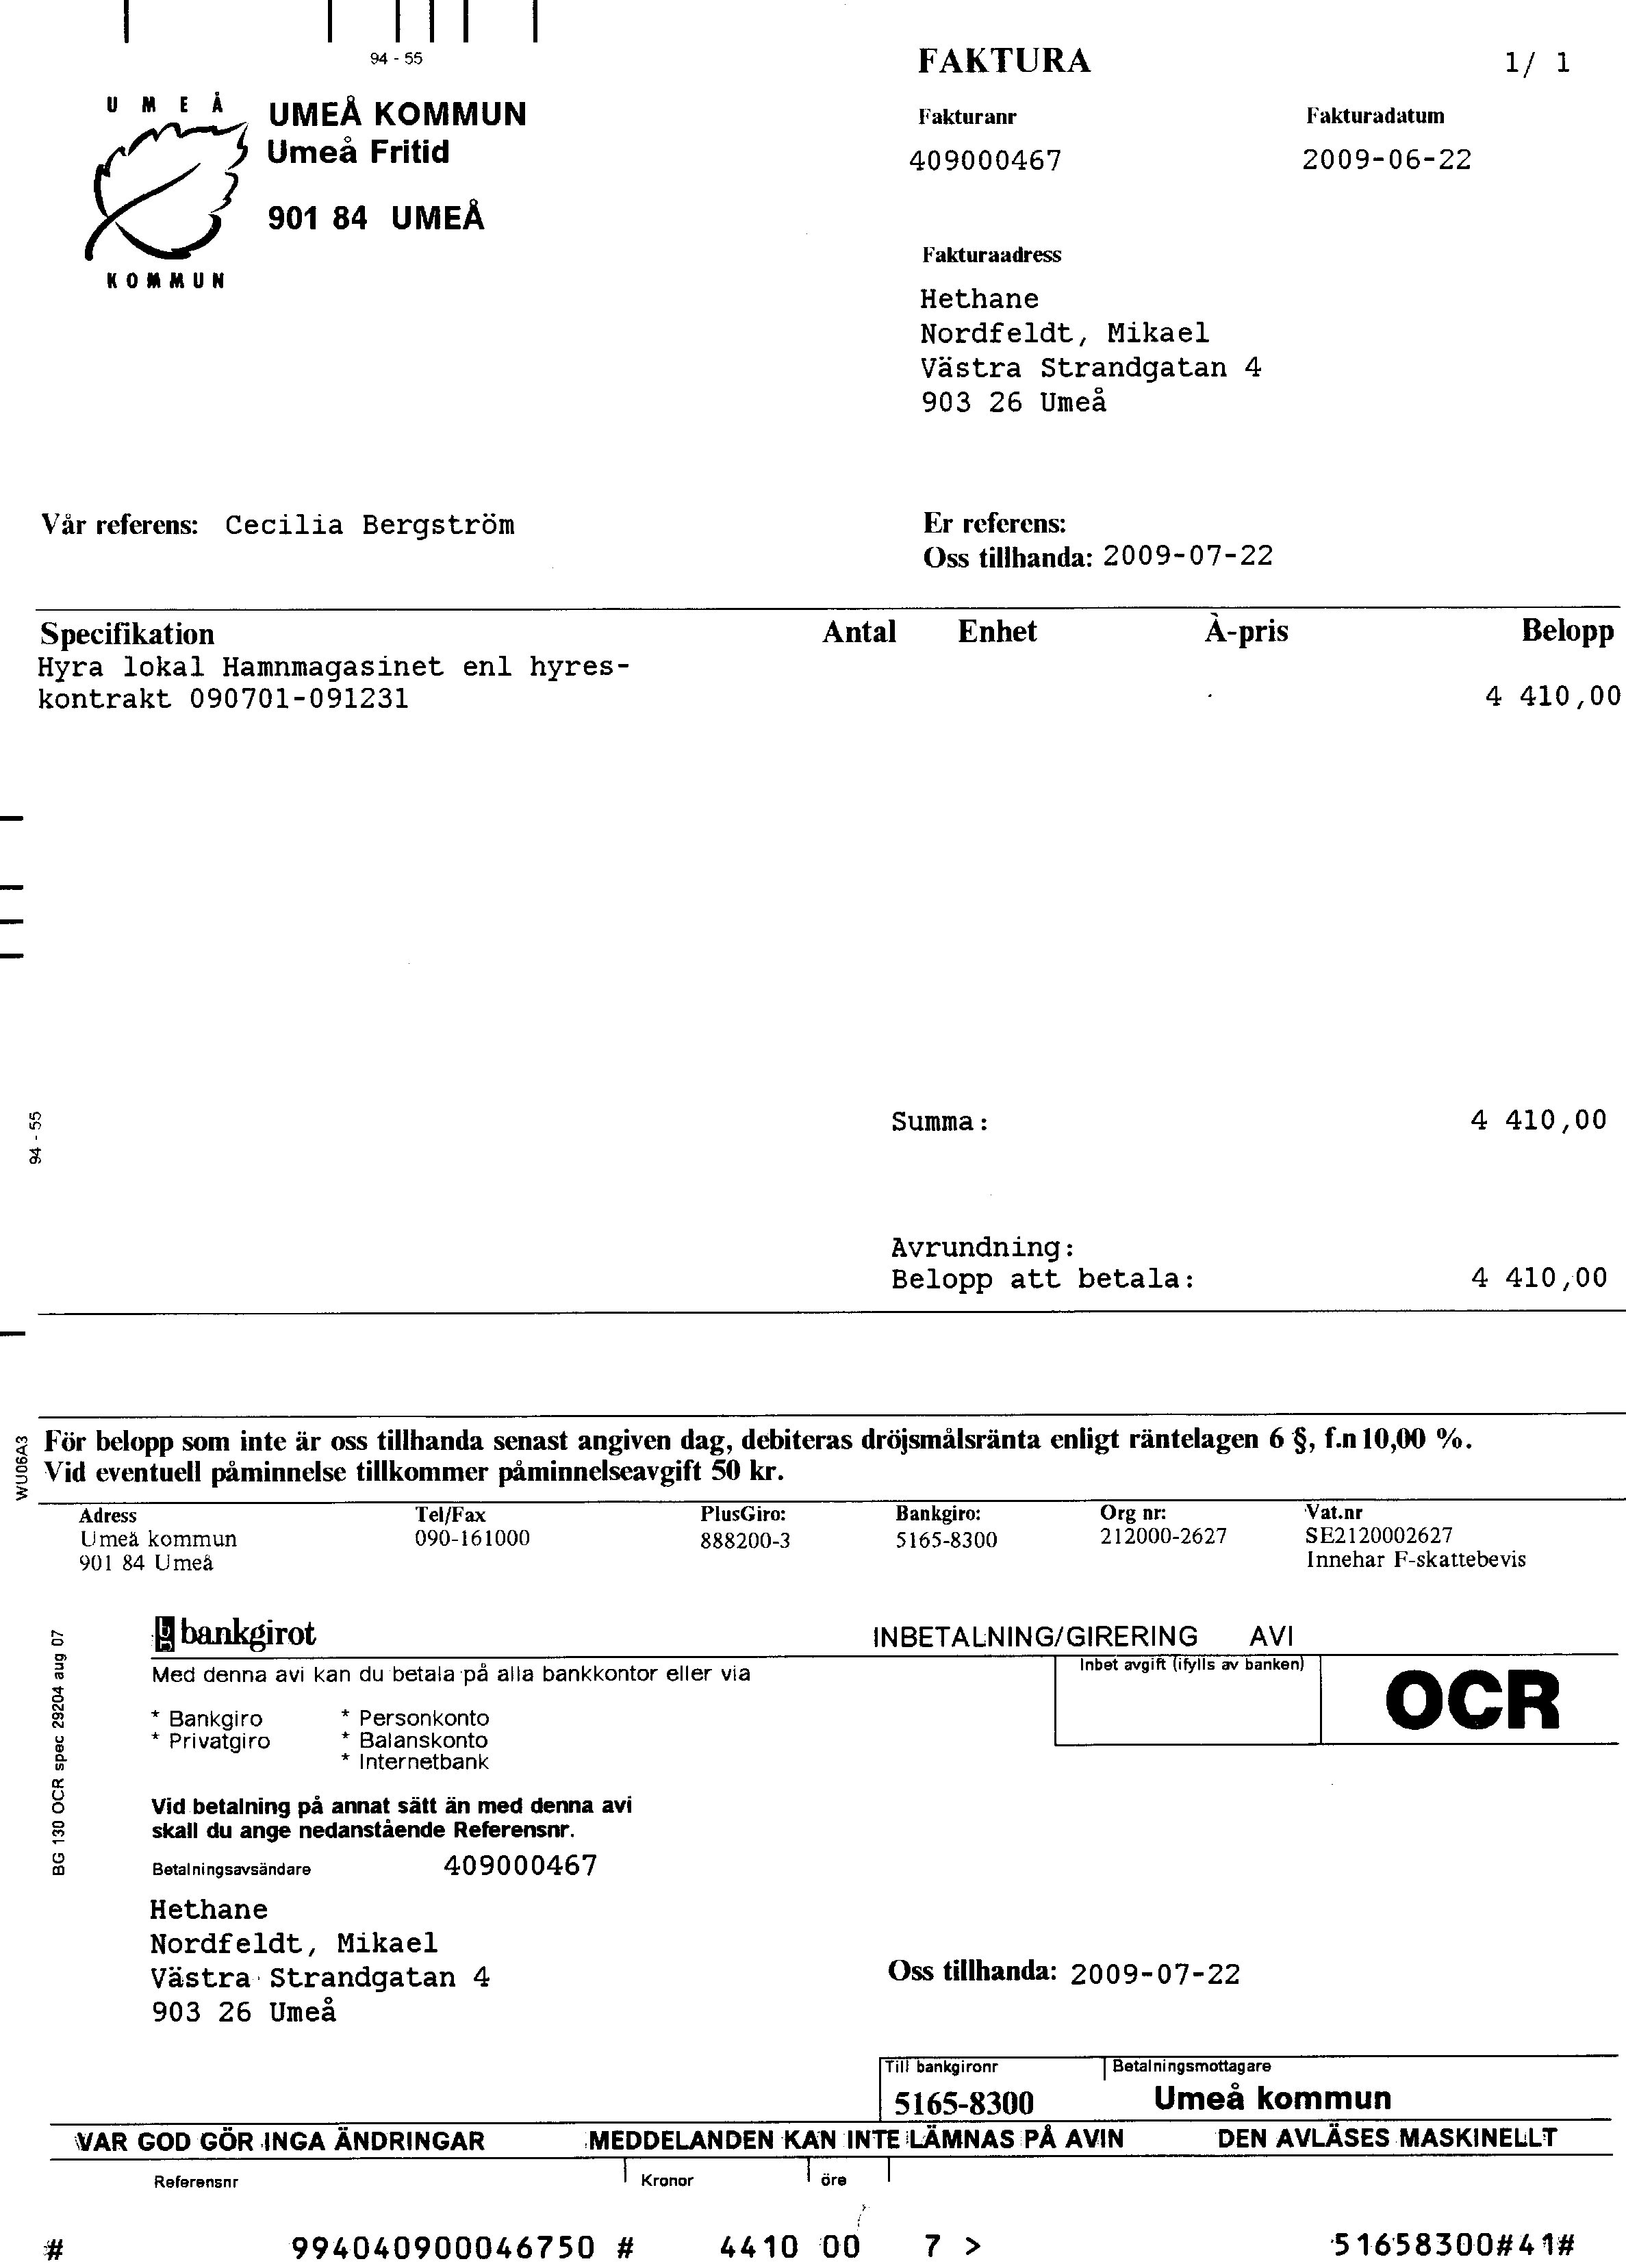 94 - 55
FAKTURA 1/ 1
UMEÅ
KOMMUN
UMEÅ KOMMUN
Umeå Fritid
901 84 UMEÅ
Fakturanr Fakturadatum
409000467 2009-06-22
Fakturaadress
Hethane
Nordfeldt, Mikael
Västra Strandgatan 4
903 26 Umeå
Vår referens: Cecilia Bergström
Er referens:
Oss tillhanda: 2009-07-22
Specifikation Antal Enhet À-pris Belopp
Hyra lokal Hamnmagasinet enl hyres-
kontrakt 090701-091231 4 410,00
94 - 55
Summa: 4 410,00
Avrundning:
Belopp att betala: 4 410,00
WU06A3
För belopp som inte är oss tillhanda senast angiven dag, debiteras dröjsmålsränta enligt räntelagen 6 §, f.n 10,00 %.
Vid eventuell påminnelse tillkommer påminnelseavgift 50 kr.
Adress Tel/Fax PlusGiro: Bankgiro: Org nr: Vat.nr
Umeå kommun 090-161000 888200-3 5165-8300 212000-2627 SE2120002627
901 84 Umeå Innehar F-skattebevis
BG 130 OCR spec 29204 aug 07
bg bankgirot INBETALNING/GIRERING AVI
Med denna avi kan du betala på alla bankkontor eller via
Inbet avgift (ifylls av banken)
OCR
* Bankgiro * Personkonto
* Privatgiro * Balanskonto
* Internetbank
Vid betalning på annat sätt än med denna avi
skall du ange nedanstående Referensnr.
Betalningsavsändare 409000467
Hethane
Nordfeldt, Mikael
Västra Strandgatan 4
903 26 Umeå
Oss tillhanda: 2009-07-22
Till bankgironr Betalningsmottagare
5165-8300 Umeå kommun
VAR GOD GÖR INGA ÄNDRINGAR MEDDELANDEN KAN INTE LÄMNAS PÅ AVIN DEN AVLÄSES MASKINELLT
Referensnr Kronor öre
# 994040900046750 # 4410 00 7 > 51658300#41#